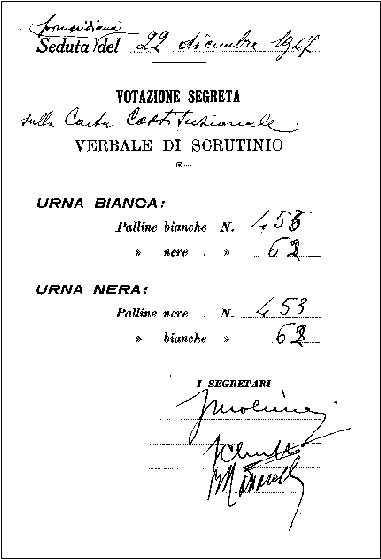 pomeridiana
Seduta del 22 dicembre 1947
VOTAZIONE SEGRETA
sulla Carta Costituzionale
VERBALE DI SCRUTINIO
URNA BIANCA:
Palline bianche N. 453
» nere . » 62
URNA NERA:
Palline nere . N. 453
» bianche » 62
I SEGRETARI